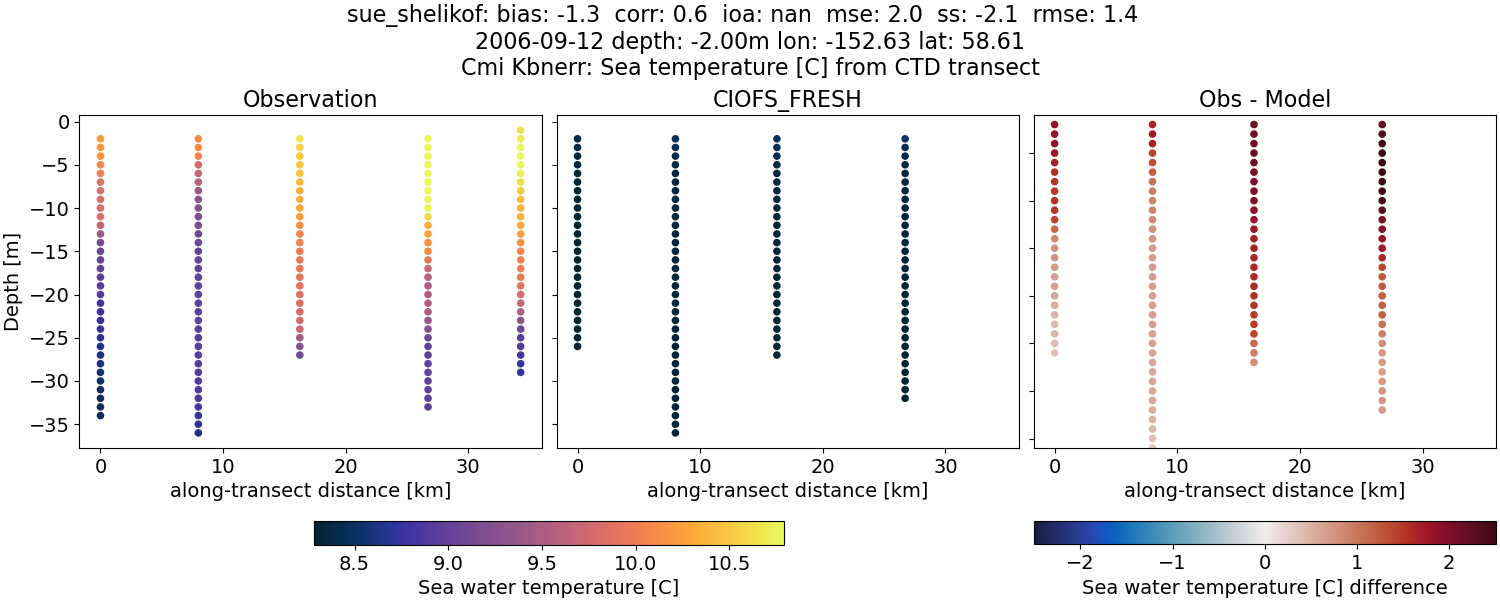 sue_shelikof: bias: -1.3  corr: 0.6  ioa: nan  mse: 2.0  ss: -2.1  rmse: 1.4
2006-09-12 depth: -2.00m lon: -152.63 lat: 58.61
Cmi Kbnerr: Sea temperature [C] from CTD transect
Observation
CIOFS_FRESH
Obs - Model
Depth [m]
0
−5
−10
−15
−20
−25
−30
−35
0 10 20 30
0 10 20 30
0 10 20 30
along-transect distance [km]
along-transect distance [km]
along-transect distance [km]
8.5 9.0 9.5 10.0 10.5
Sea water temperature [C]
−2 −1 0 1 2
Sea water temperature [C] difference